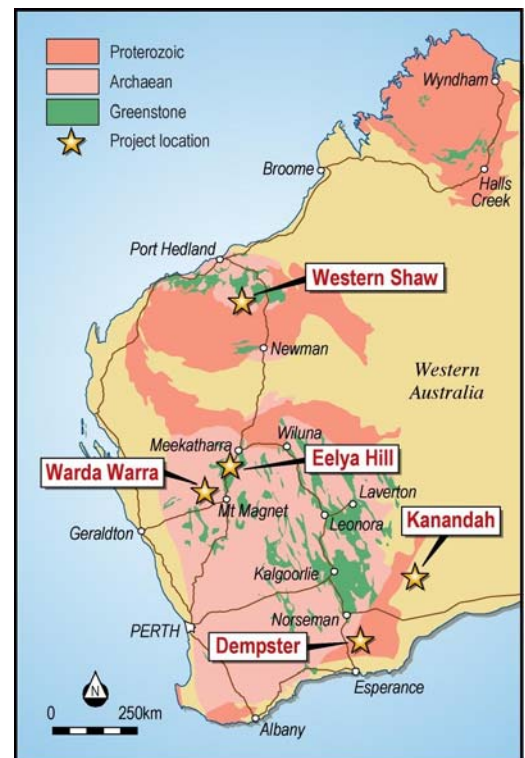 Proterozoic
Archaean
Greenstone
Project location
Wyndham
Broome
Halls
Creek
Port Hedland
Western Shaw
Newman
Western
Australia
Meekatharra
Wiluna
Eelya Hill
Warda Warra
Laverton
Mt Magnet
Leonora
Kanandah
Geraldton
Kalgoorlie
Norseman
PERTH
Dempster
Esperance
N
0 250km
Albany